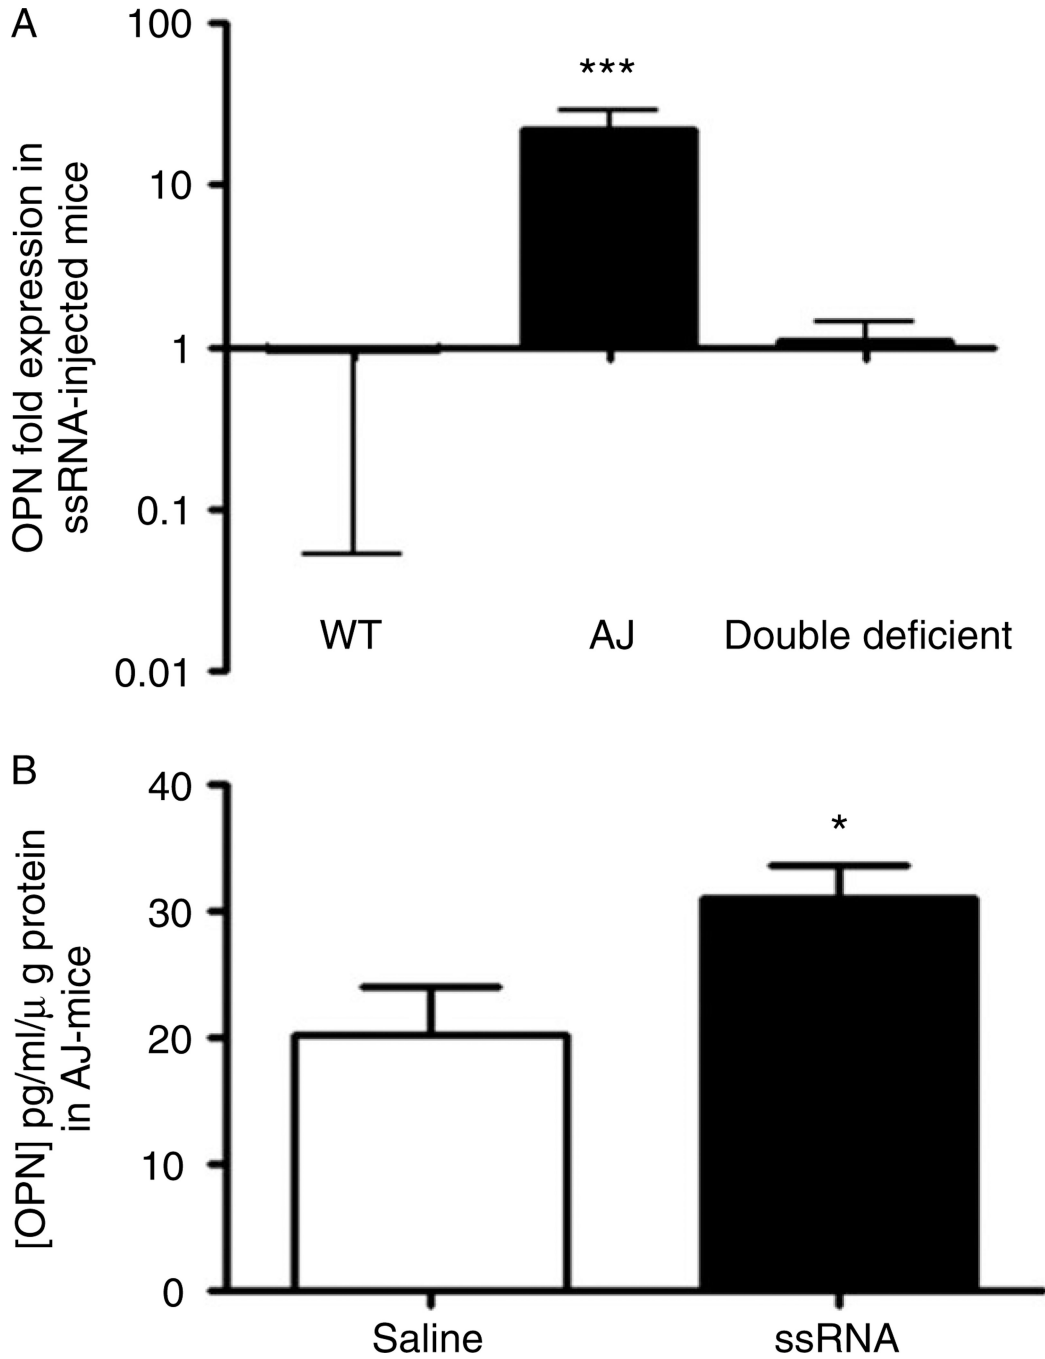 A
OPN fold expression in
ssRNA-injected mice
100
10
1
0.1
0.01
***
WT
AJ
Double deficient
B
[OPN] pg/ml/μ g protein
in AJ-mice
40
30
20
10
0
*
Saline
ssRNA